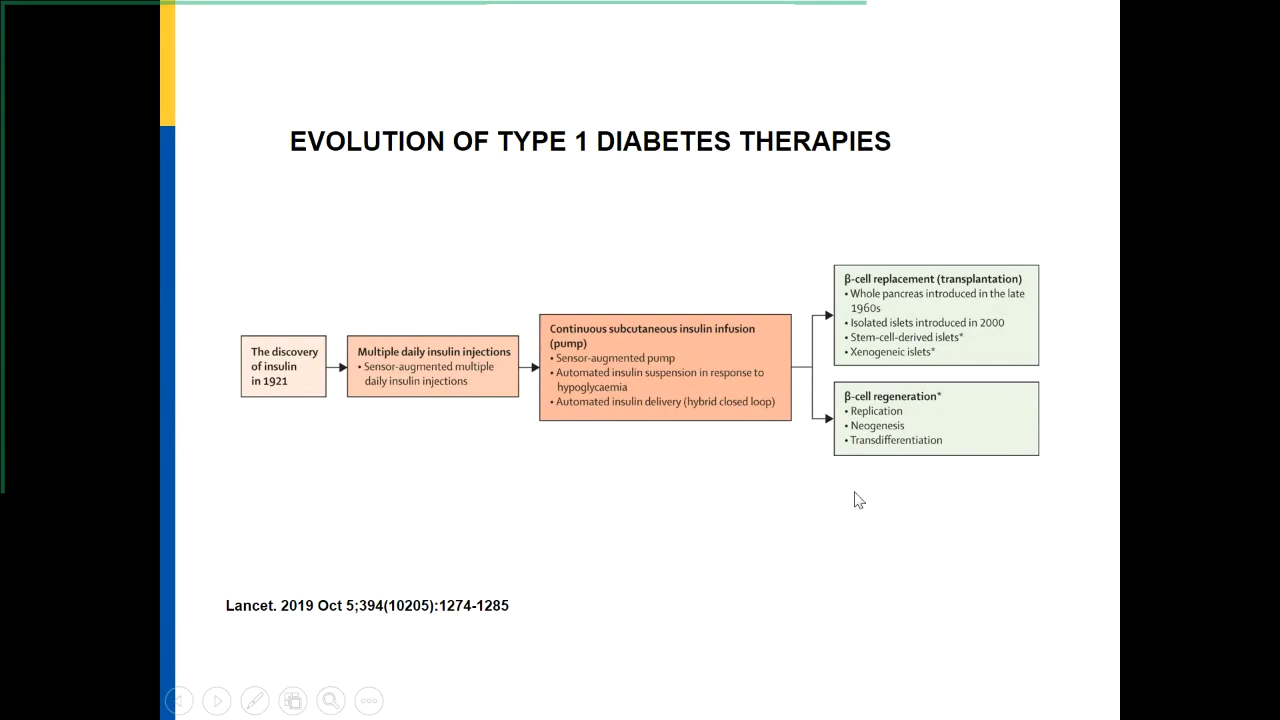 EVOLUTION OF TYPE 1 DIABETES THERAPIES
The discovery
of insulin
in 1921
Multiple daily insulin injections
• Sensor-augmented multiple
daily insulin injections
Continuous subcutaneous insulin infusion
(pump)
• Sensor-augmented pump
• Automated insulin suspension in response to
hypoglycaemia
• Automated insulin delivery (hybrid closed loop)
β-cell replacement (transplantation)
• Whole pancreas introduced in the late
1960s
• Isolated islets introduced in 2000
• Stem-cell-derived islets*
• Xenogeneic islets*
β-cell regeneration*
• Replication
• Neogenesis
• Transdifferentiation
Lancet. 2019 Oct 5;394(10205):1274-1285